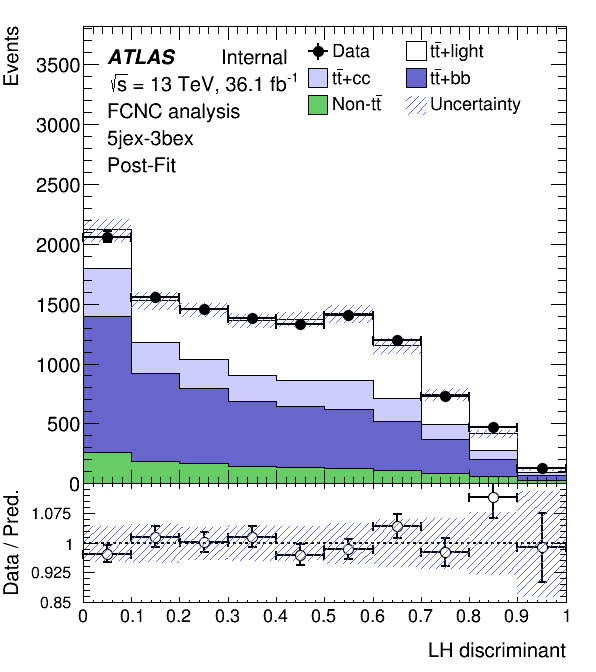 Events
ATLAS Internal
√s = 13 TeV, 36.1 fb⁻¹
FCNC analysis
5jex-3bex
Post-Fit
Data
tt̄+light
tt̄+cc
tt̄+bb
Non-tt̄
Uncertainty
3500
3000
2500
2000
1500
1000
500
0
Data / Pred.
1.075
1
0.925
0.85
0 0.1 0.2 0.3 0.4 0.5 0.6 0.7 0.8 0.9 1
LH discriminant